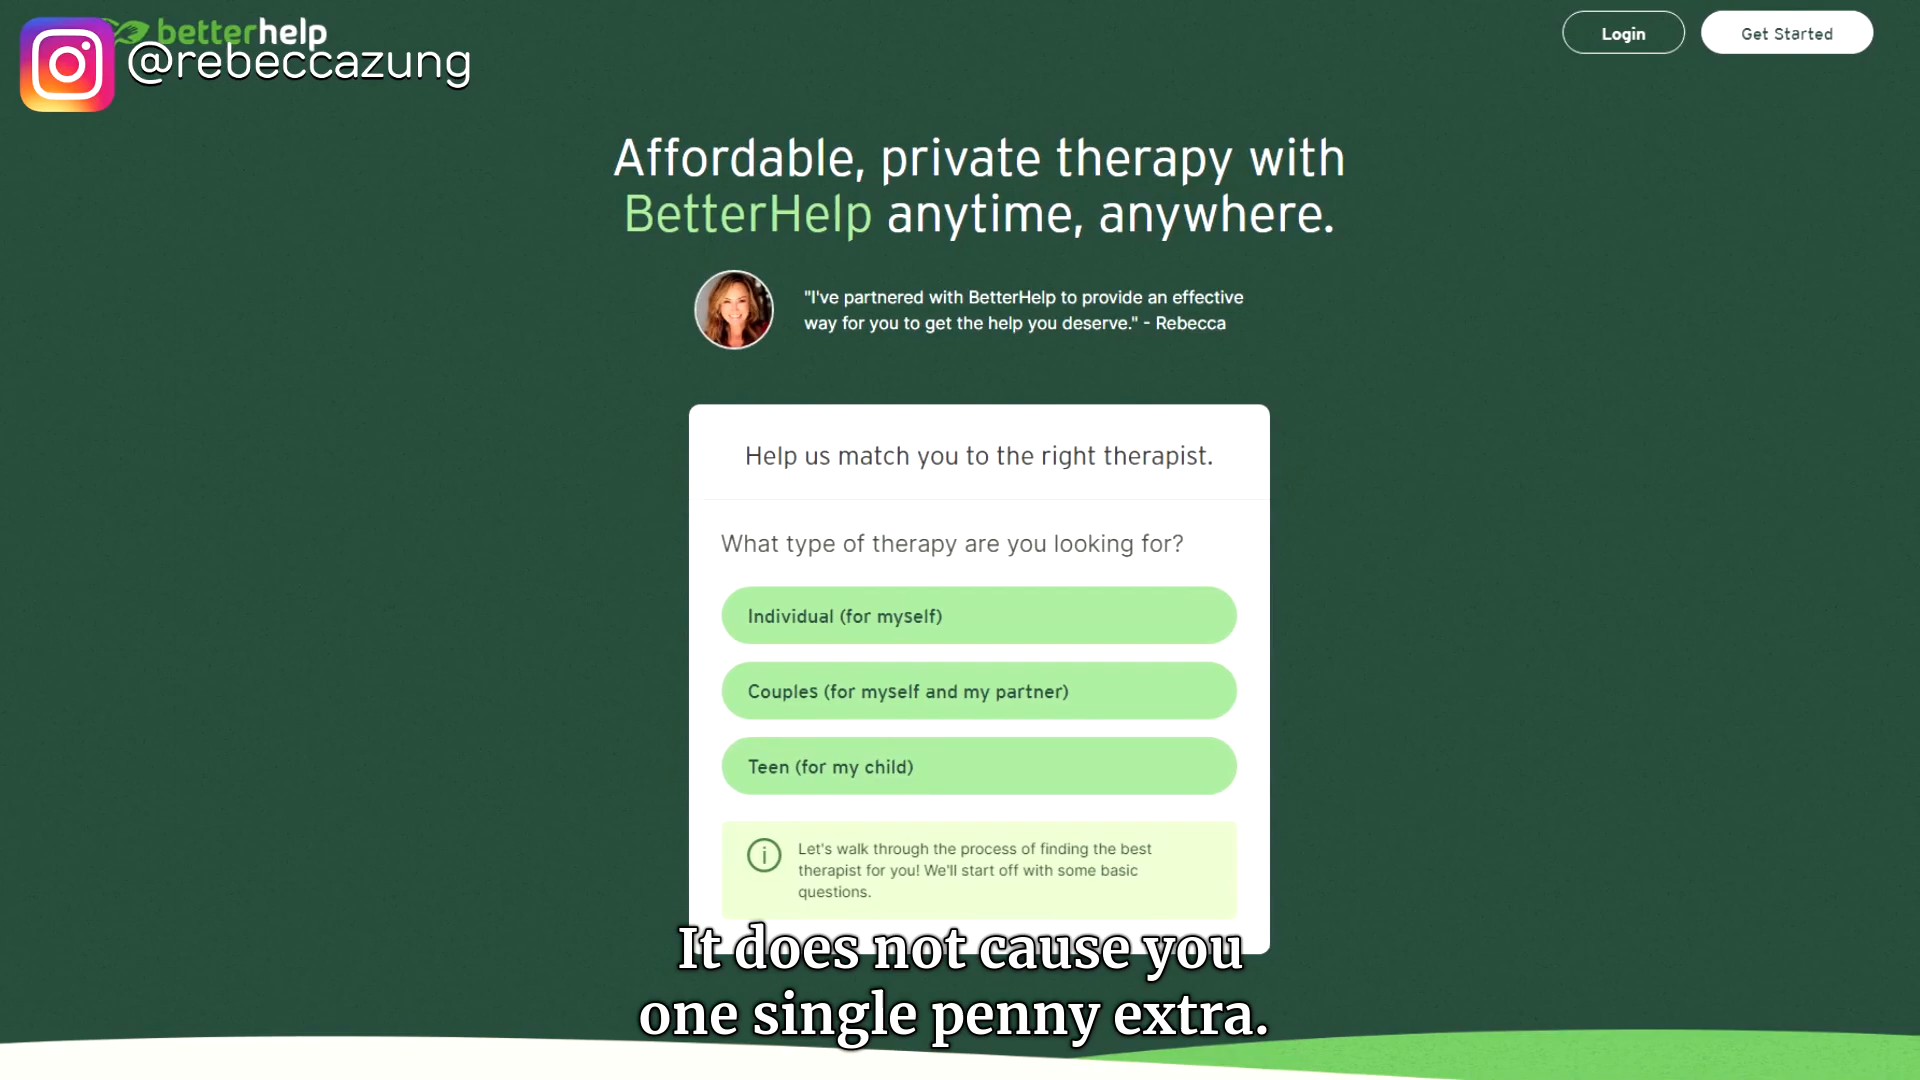 betterhelp
@rebeccazung
Login
Get Started
Affordable, private therapy with
BetterHelp anytime, anywhere.
"I've partnered with BetterHelp to provide an effective
way for you to get the help you deserve." - Rebecca
Help us match you to the right therapist.
What type of therapy are you looking for?
Individual (for myself)
Couples (for myself and my partner)
Teen (for my child)
Let's walk through the process of finding the best
therapist for you! We'll start off with some basic
questions.
It does not cause you
one single penny extra.